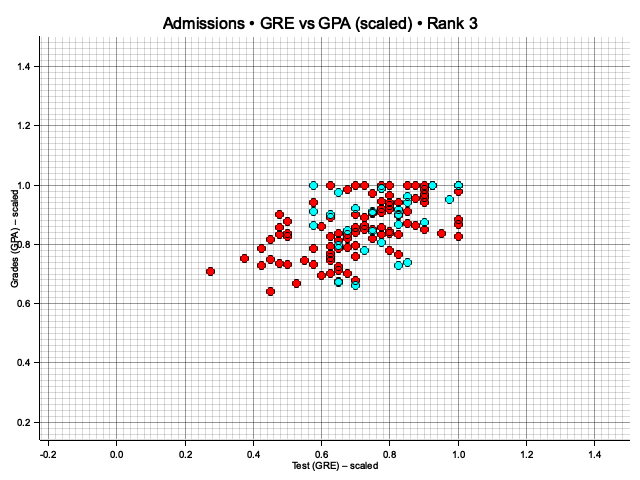 Admissions • GRE vs GPA (scaled) • Rank 3
Grades (GPA) – scaled
1.4
1.2
1.0
0.8
0.6
0.4
0.2
-0.2 0.0 0.2 0.4 0.6 0.8 1.0 1.2 1.4
Test (GRE) – scaled